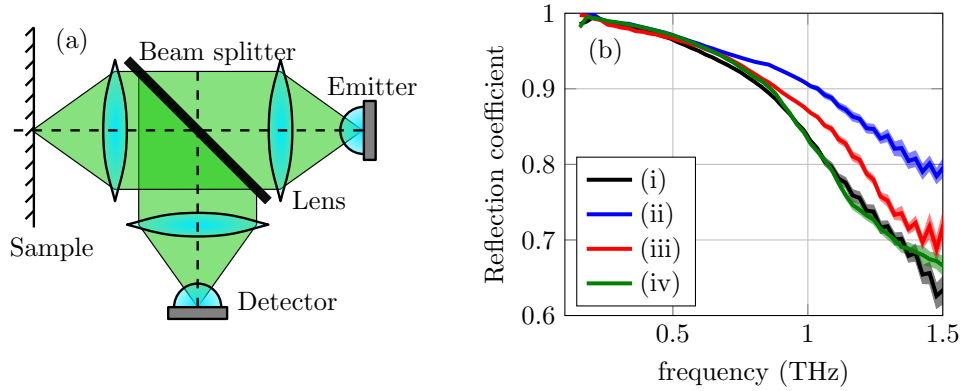 (a)
Beam splitter
Emitter
Lens
Sample
Detector
(b)
Reflection coefficient
1
0.9
0.8
0.7
0.6
(i)
(ii)
(iii)
(iv)
0.5
1
1.5
frequency (THz)